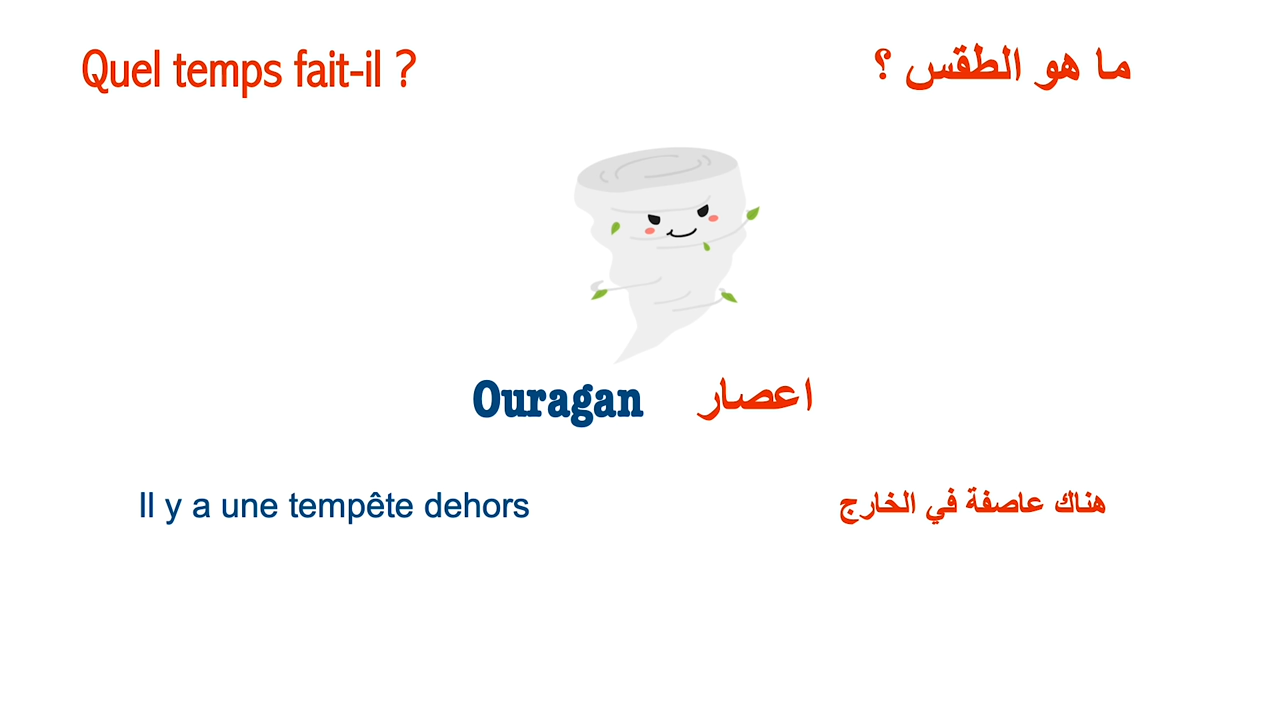 Quel temps fait-il ?
ما هو الطقس ؟
Ouragan
اعصار
Il y a une tempête dehors
هناك عاصفة في الخارج